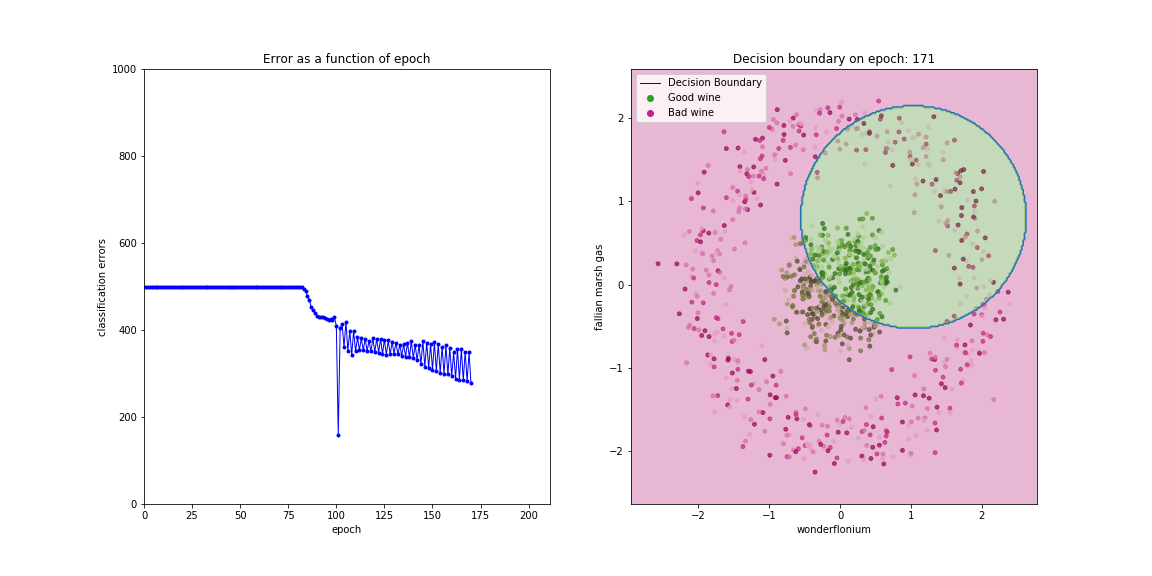 Error as a function of epoch
1000
800
600
400
200
0
classification errors
0 25 50 75 100 125 150 175 200
epoch
Decision boundary on epoch: 171
Decision Boundary
Good wine
Bad wine
2
1
0
−1
−2
fallian marsh gas
−2 −1 0 1 2
wonderflonium